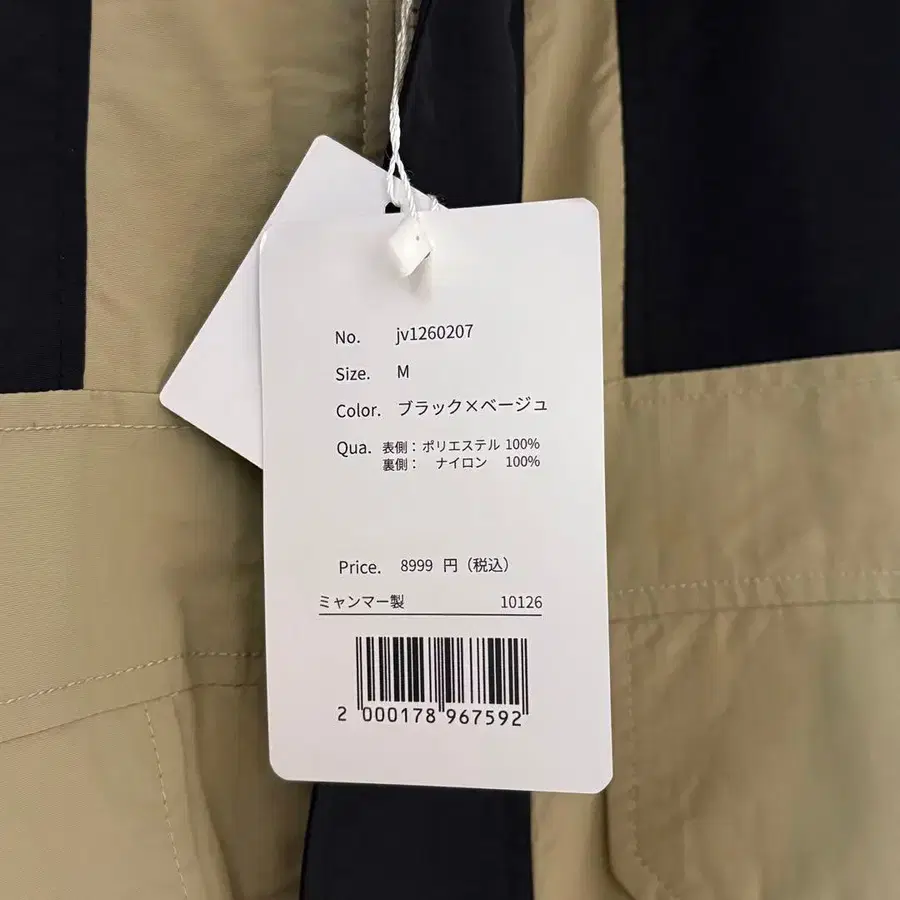 No. jv1260207
Size. M
Color. ブラック×ベージュ
Qua. 表側：ポリエステル 100%
裏側： ナイロン 100%
Price. 8999 円（税込）
ミャンマー製 10126
2 000178 967592